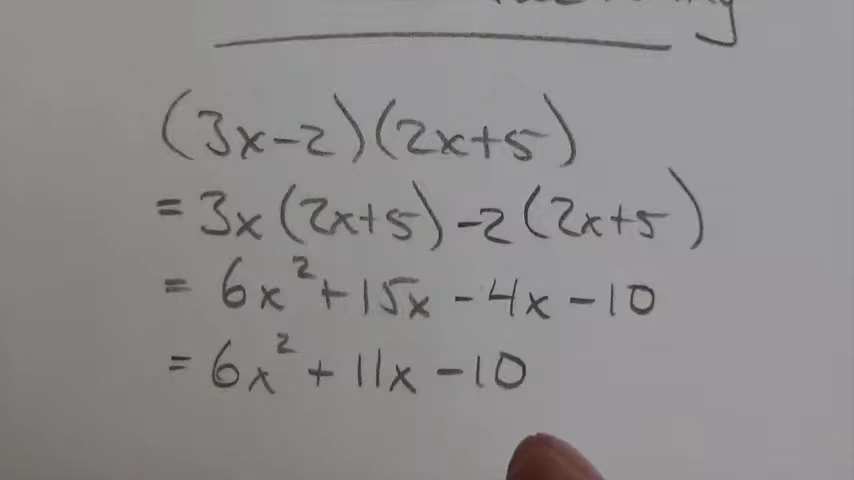 (3x-2)(2x+5)
= 3x(2x+5)-2(2x+5)
= 6x²+15x-4x-10
= 6x²+11x-10